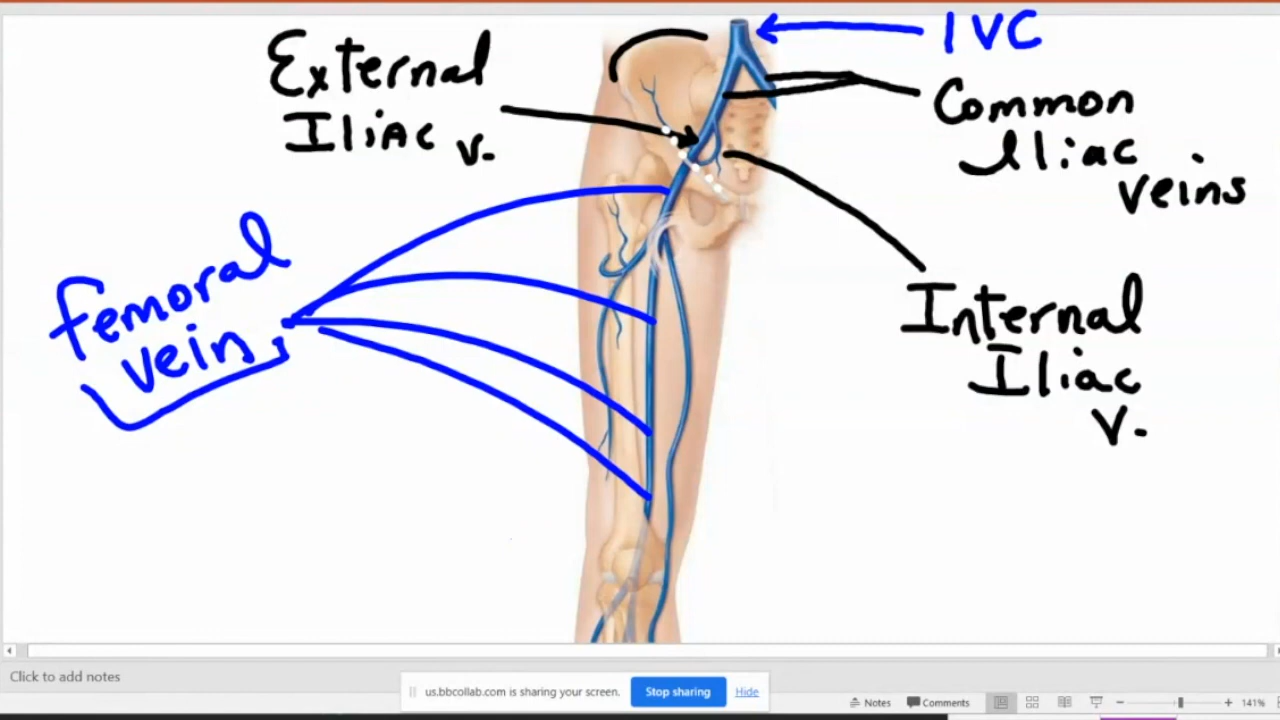 IVC
External
Iliac v.
Common
Iliac
veins
femoral
vein
Internal
Iliac
v.
Click to add notes
us.bbcollab.com is sharing your screen.
Stop sharing
Hide
Notes
Comments
141%